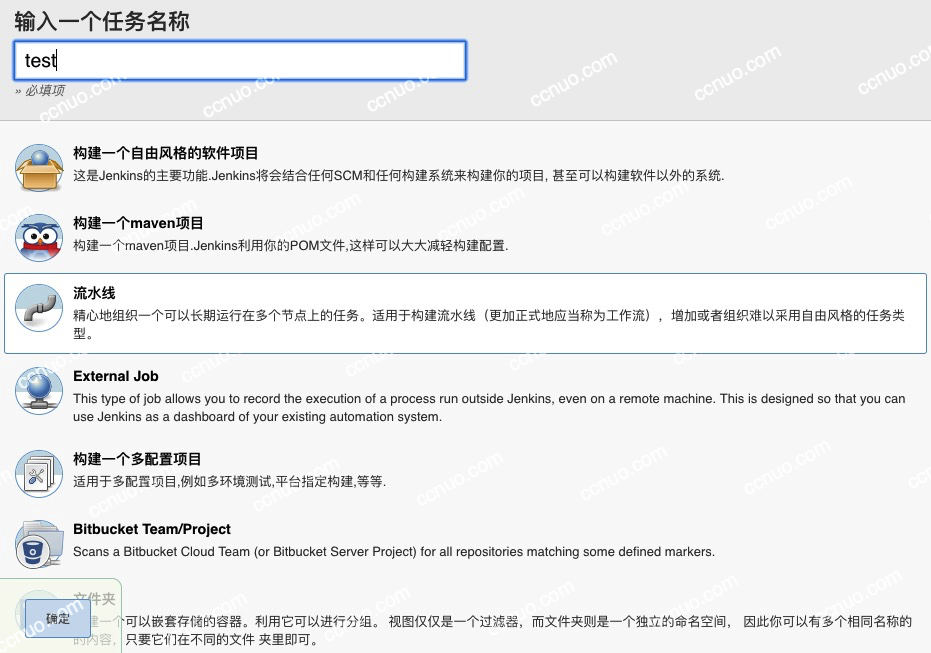 输入一个任务名称
test
» 必填项
构建一个自由风格的软件项目
这是Jenkins的主要功能.Jenkins将会结合任何SCM和任何构建系统来构建你的项目, 甚至可以构建软件以外的系统.
构建一个maven项目
构建一个maven项目.Jenkins利用你的POM文件,这样可以大大减轻构建配置.
流水线
精心地组织一个可以长期运行在多个节点上的任务。适用于构建流水线（更加正式地应当称为工作流），增加或者组织难以采用自由风格的任务类
型。
External Job
This type of job allows you to record the execution of a process run outside Jenkins, even on a remote machine. This is designed so that you can
use Jenkins as a dashboard of your existing automation system.
构建一个多配置项目
适用于多配置项目,例如多环境测试,平台指定构建,等等.
Bitbucket Team/Project
Scans a Bitbucket Cloud Team (or Bitbucket Server Project) for all repositories matching some defined markers.
文件夹
建一个可以嵌套存储的容器。利用它可以进行分组。 视图仅仅是一个过滤器，而文件夹则是一个独立的命名空间， 因此你可以有多个相同名称的
的内容，只要它们在不同的文件 夹里即可。
确定
ccnuo.com